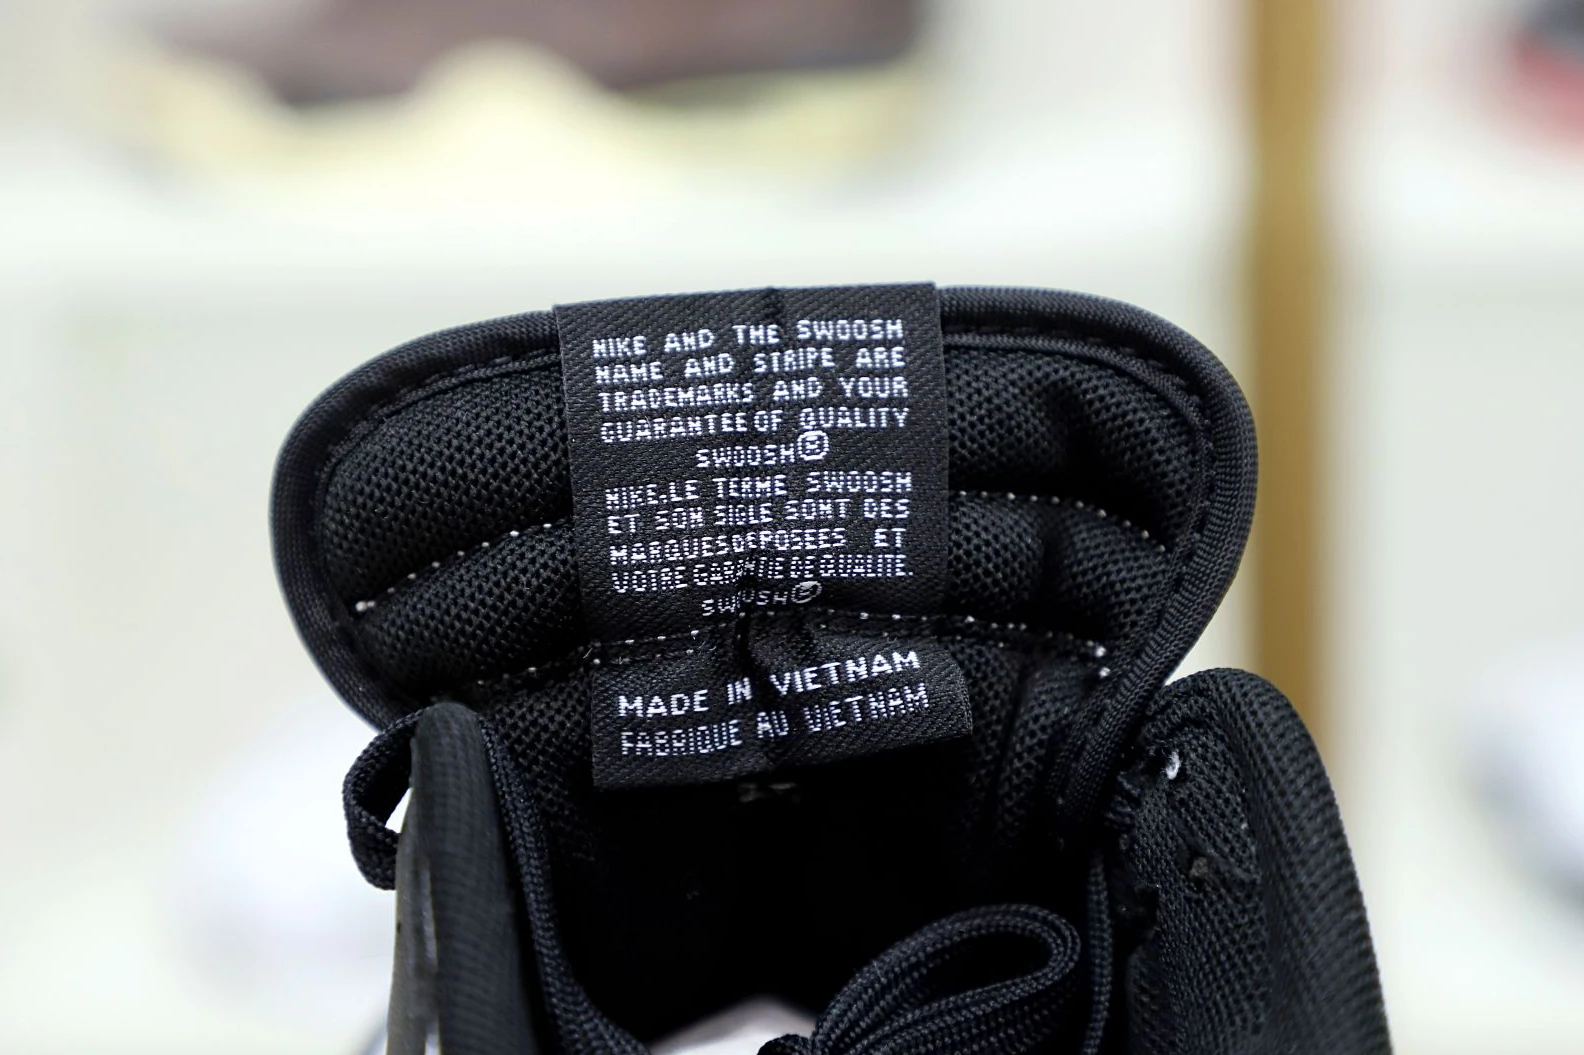 NIKE AND THE SWOOSH
NAME AND STRIPE ARE
TRADEMARKS AND YOUR
GUARANTEE OF QUALITY
SWOOSH®
NIKE.LE TERME SWOOSH
ET SON SIGLE SONT DES
MARQUES DEPOSEES ET
VOTRE GARANTIE DE QUALITE
SWOOSH®
MADE IN VIETNAM
FABRIQUE AU VIETNAM